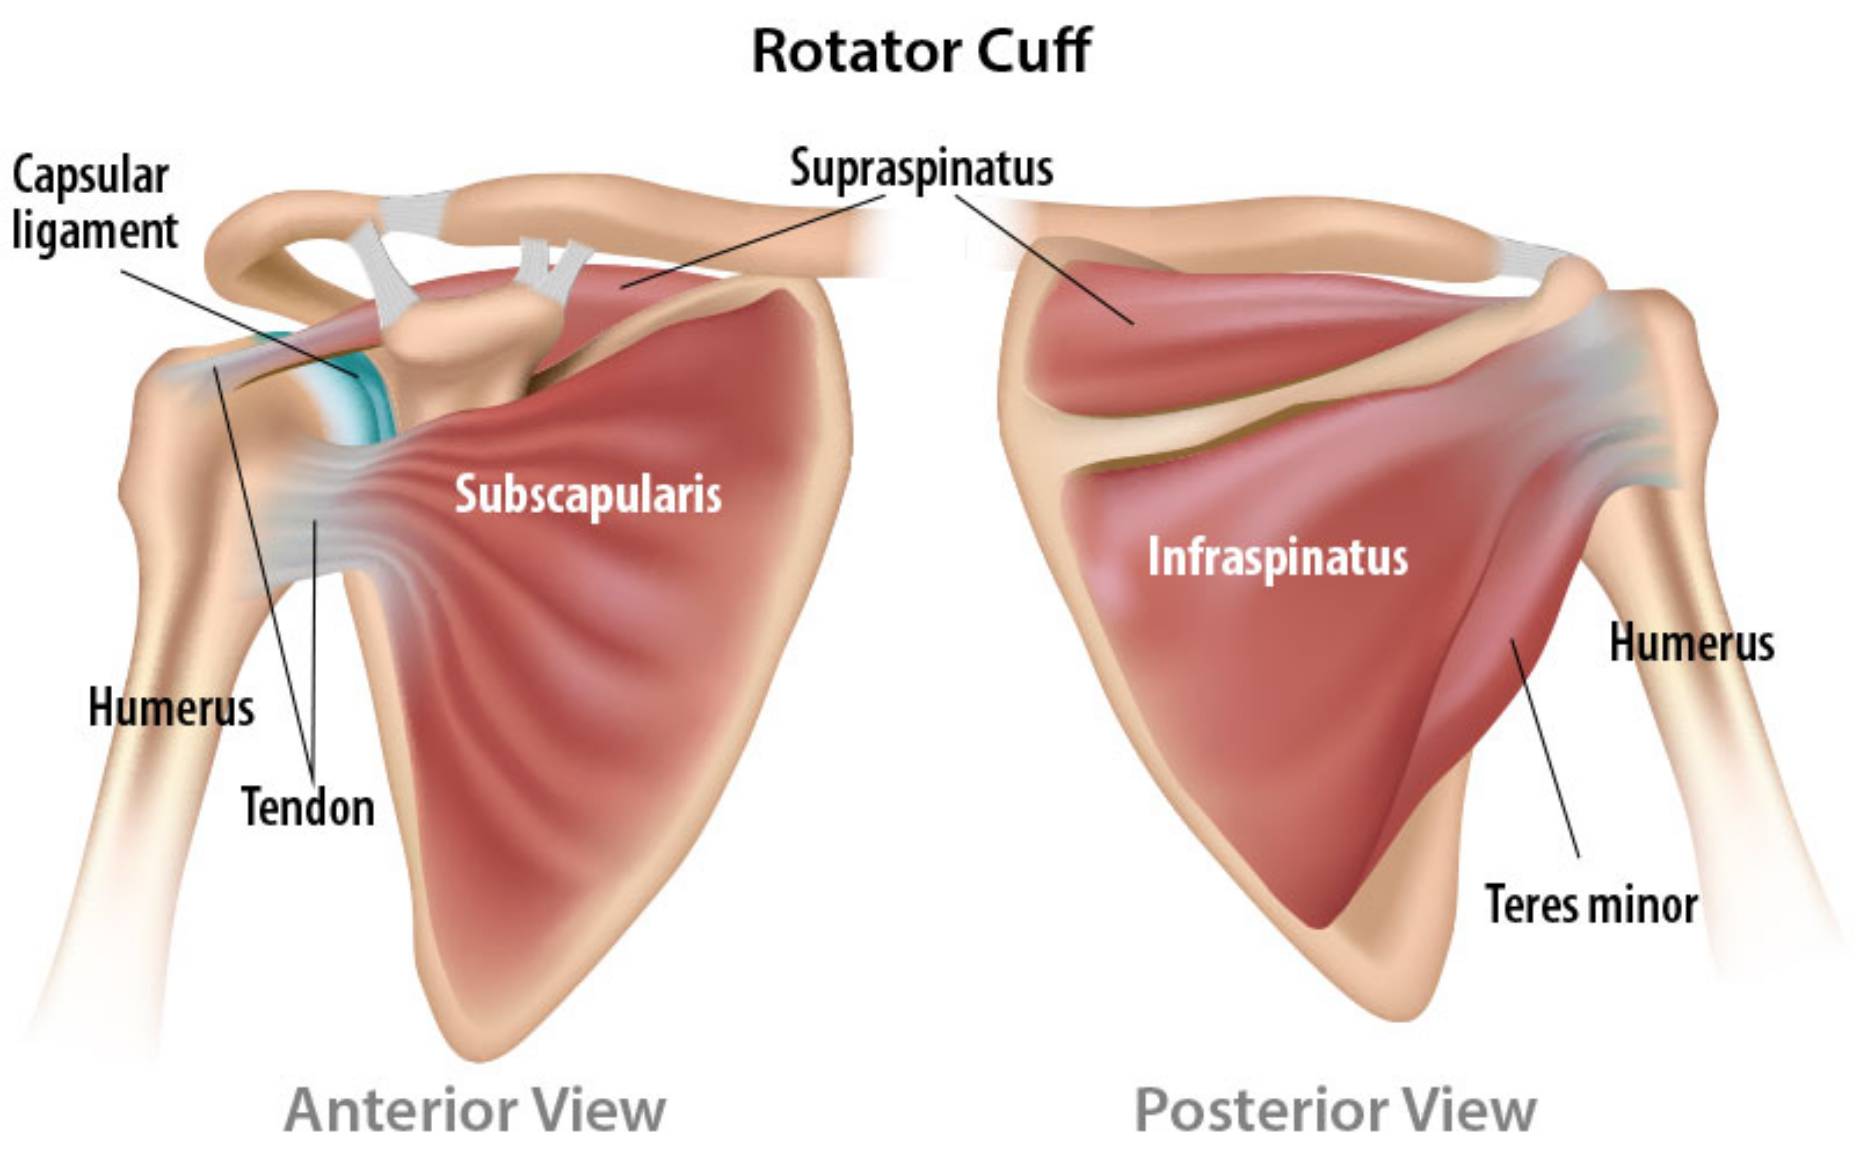 Rotator Cuff
Capsular
ligament
Supraspinatus
Subscapularis
Infraspinatus
Humerus
Humerus
Tendon
Teres minor
Anterior View
Posterior View